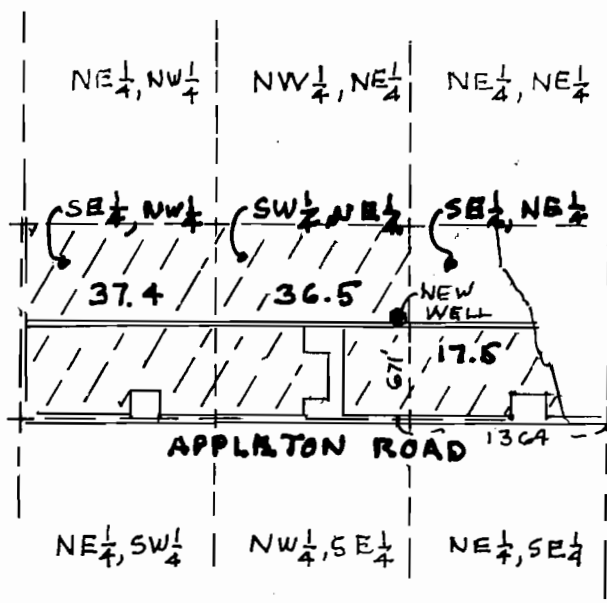 NE¼, NW¼ NW¼, NE¼ NE¼, NE¼
SE¼, NW¼ SW¼, NE¼ SE¼, NE¼
37.4 36.5 NEW
WELL
17.5
671'
1364
APPLETON ROAD
NE¼, SW¼ NW¼, SE¼ NE¼, SE¼